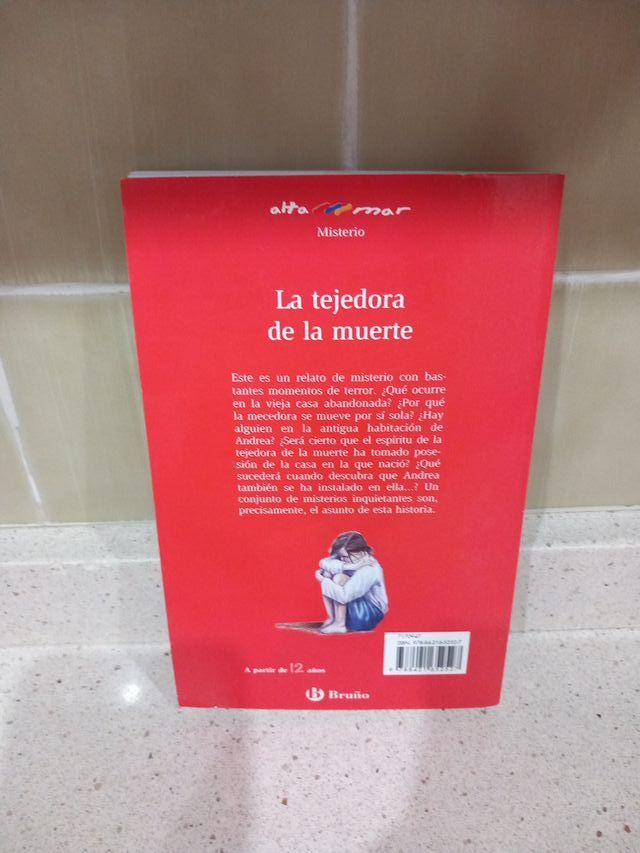 alta mar
Misterio
La tejedora
de la muerte
Este es un relato de misterio con bas-
tantes momentos de terror. ¿Qué ocurre
en la vieja casa abandonada? ¿Por qué
la mecedora se mueve por sí sola? ¿Hay
alguien en la antigua habitación de
Andrea? ¿Será cierto que el espíritu de la
tejedora de la muerte ha tomado pose-
sión de la casa en la que nació? ¿Qué
sucederá cuando descubra que Andrea
también se ha instalado en ella...? Un
conjunto de misterios inquietantes son,
precisamente, el asunto de esta historia.
A partir de 12 años
Bruño